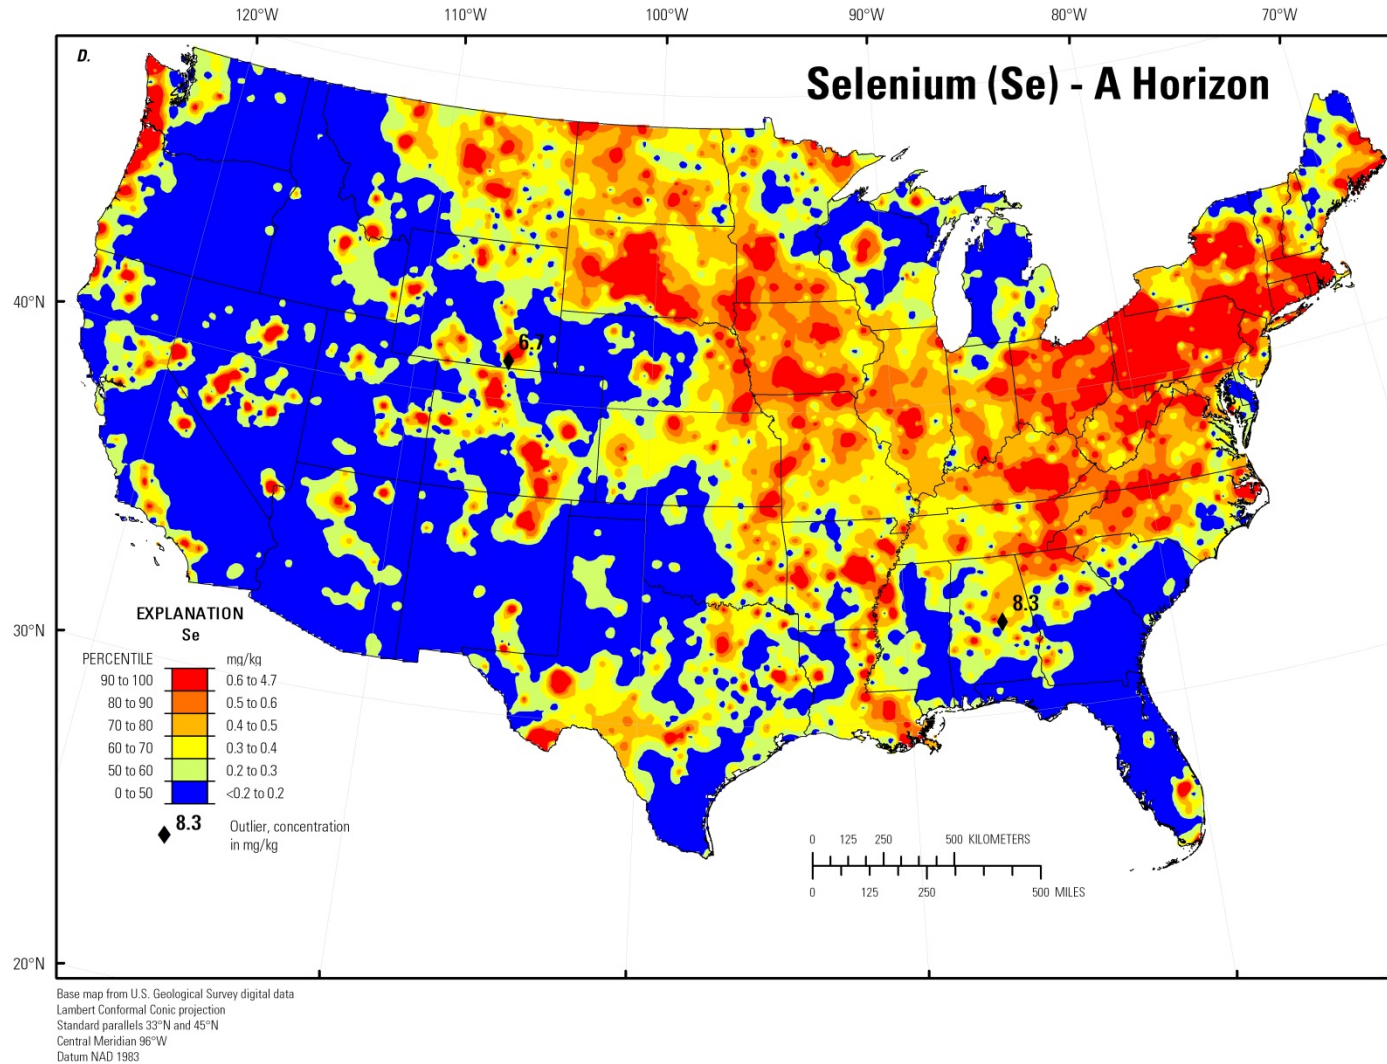 120°W 110°W 100°W 90°W 80°W 70°W
D.
Selenium (Se) - A Horizon
40°N
6.7
8.3
30°N
EXPLANATION
Se
PERCENTILE mg/kg
90 to 100 0.6 to 4.7
80 to 90 0.5 to 0.6
70 to 80 0.4 to 0.5
60 to 70 0.3 to 0.4
50 to 60 0.2 to 0.3
0 to 50 <0.2 to 0.2
8.3 Outlier, concentration
in mg/kg
0 125 250 500 KILOMETERS
0 125 250 500 MILES
20°N
Base map from U.S. Geological Survey digital data
Lambert Conformal Conic projection
Standard parallels 33°N and 45°N
Central Meridian 96°W
Datum NAD 1983